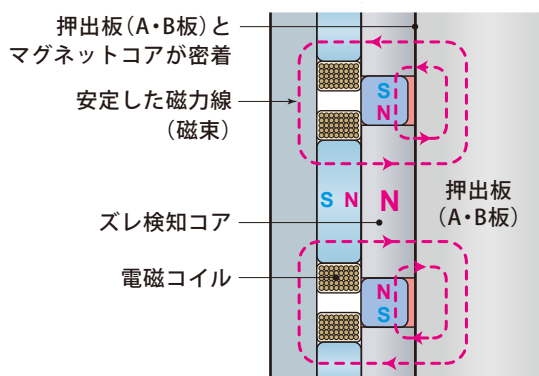 押出板(A・B板)と
マグネットコアが密着
安定した磁力線
(磁束)
ズレ検知コア
電磁コイル
S
N
S N
N
N
S
押出板
(A・B板)